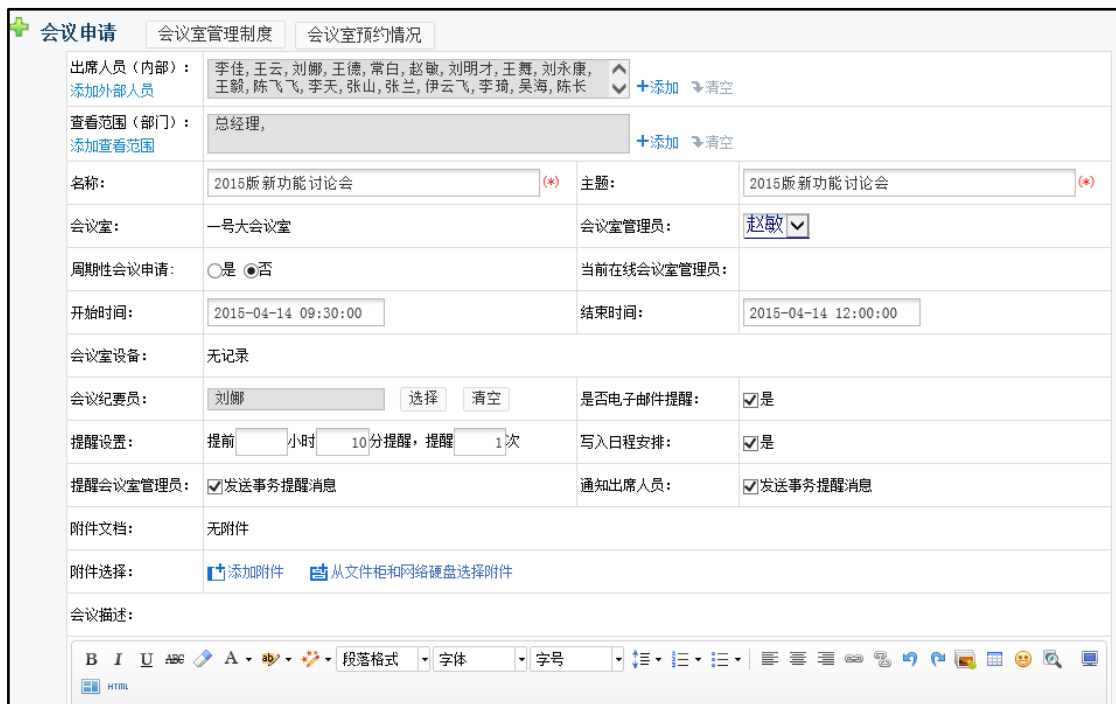 会议申请 会议室管理制度 会议室预约情况
出席人员（内部）： 李佳,王云,刘娜,王德,常白,赵敏,刘明才,王舞,刘永康,
添加外部人员 王毅,陈飞飞,李天,张山,张兰,伊云飞,李琦,吴海,陈长 添加 清空
查看范围（部门）： 总经理,
添加查看范围 添加 清空
名称： 2015版新功能讨论会 (*) 主题： 2015版新功能讨论会 (*)
会议室： 一号大会议室 会议室管理员： 赵敏
周期性会议申请: 是 否 当前在线会议室管理员：
开始时间： 2015-04-14 09:30:00 结束时间： 2015-04-14 12:00:00
会议室设备： 无记录
会议纪要员： 刘娜 选择 清空 是否电子邮件提醒： 是
提醒设置： 提前 小时 10 分提醒，提醒 1 次 写入日程安排： 是
提醒会议室管理员： 发送事务提醒消息 通知出席人员： 发送事务提醒消息
附件文档： 无附件
附件选择： 添加附件 从文件柜和网络硬盘选择附件
会议描述：
B I U ABC A ab 段落格式 字体 字号
HTML